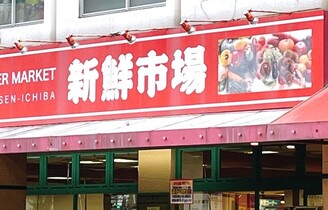 ER MARKET
SEN-ICHIBA
新鮮市場